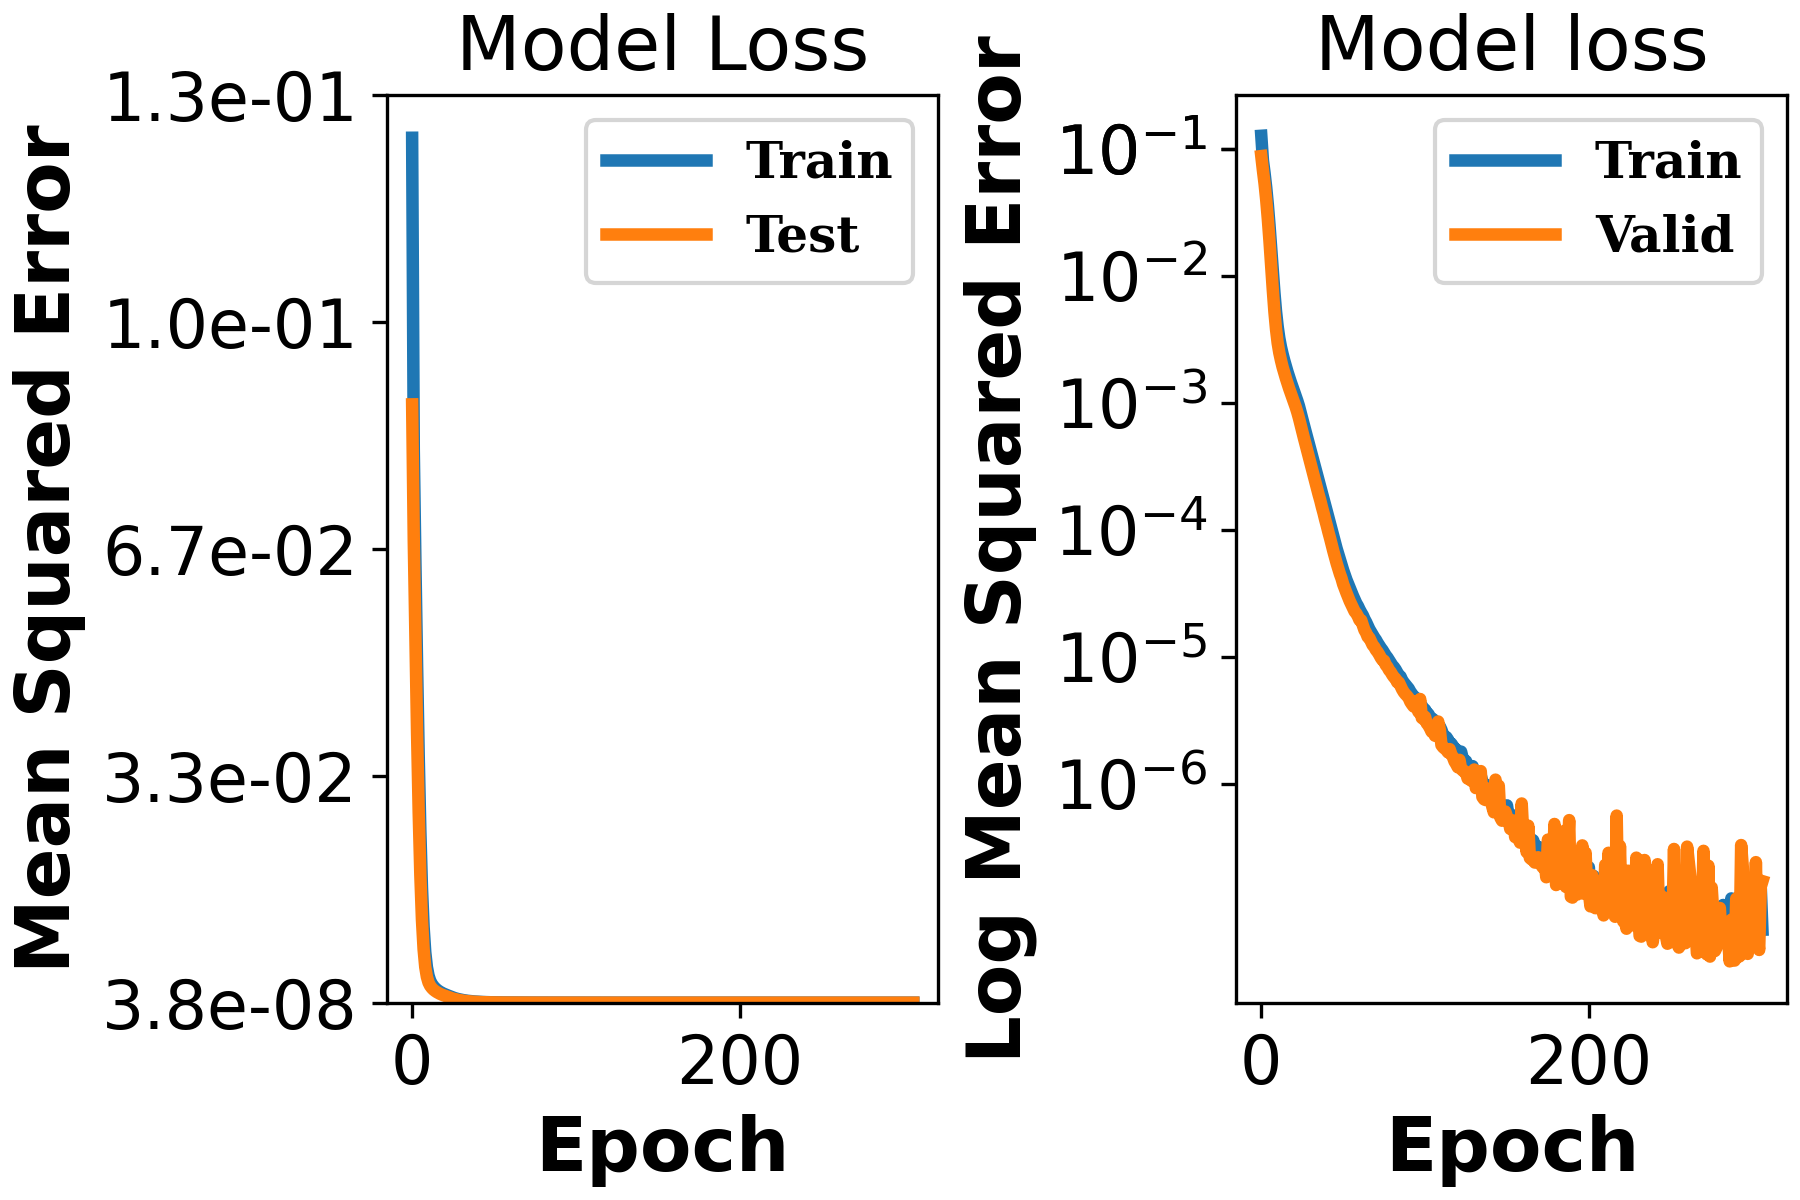 Model Loss
Mean Squared Error
1.3e-01
1.0e-01
6.7e-02
3.3e-02
3.8e-08
Train
Test
0
200
Epoch
Model loss
Log Mean Squared Error
10⁻¹
10⁻²
10⁻³
10⁻⁴
10⁻⁵
10⁻⁶
Train
Valid
0
200
Epoch